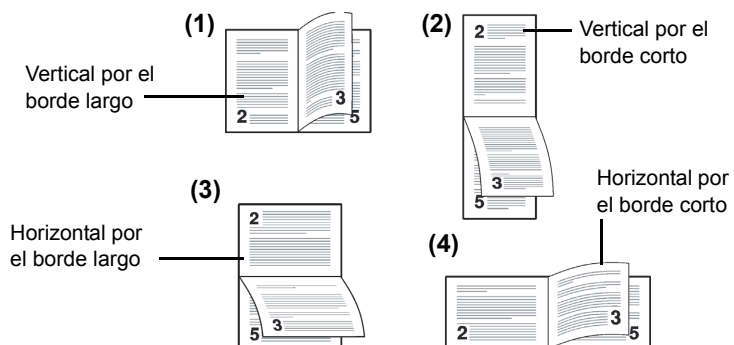 (1)
Vertical por el
borde largo
2
3
5
(2)
Vertical por el
borde corto
2
3
5
(3)
Horizontal por
el borde largo
2
3
5
(4)
Horizontal por
el borde corto
2
3
5